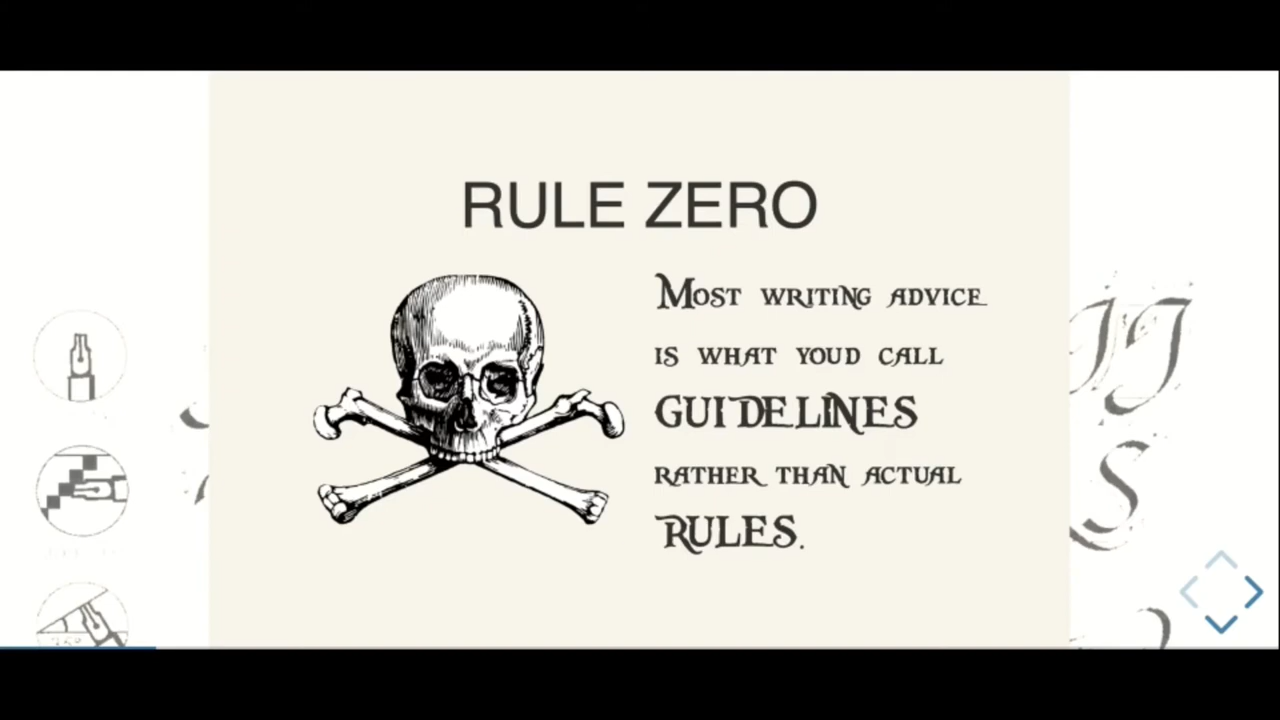 RULE ZERO
Most writing advice
is what youd call
GUIDELINES
rather than actual
RULES.